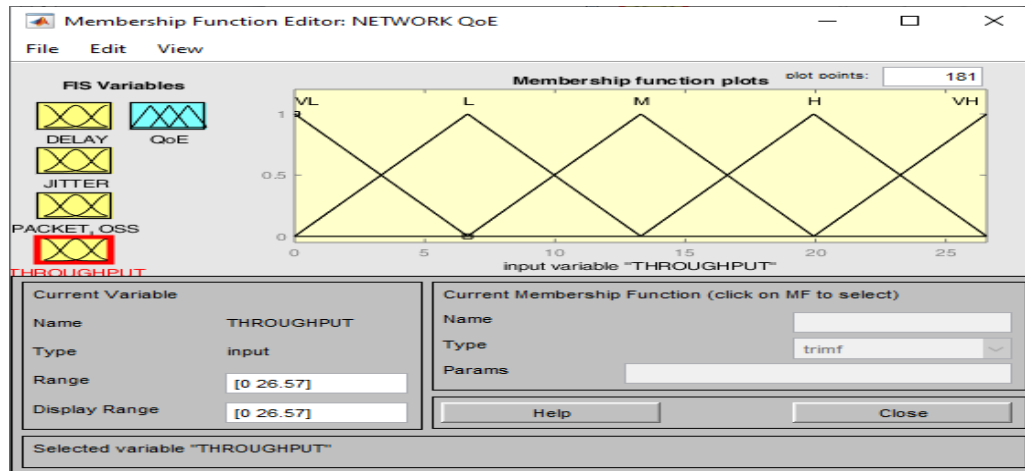 Membership Function Editor: NETWORK QoE
File Edit View
FIS Variables
DELAY QoE
JITTER
PACKET, OSS
THROUGHPUT
Membership function plots plot points: 181
VL L M H VH
1
0.5
0
0 5 10 15 20 25
input variable "THROUGHPUT"
Current Variable
Name THROUGHPUT
Type input
Range [0 26.57]
Display Range [0 26.57]
Current Membership Function (click on MF to select)
Name
Type trimf
Params
Help Close
Selected variable "THROUGHPUT"